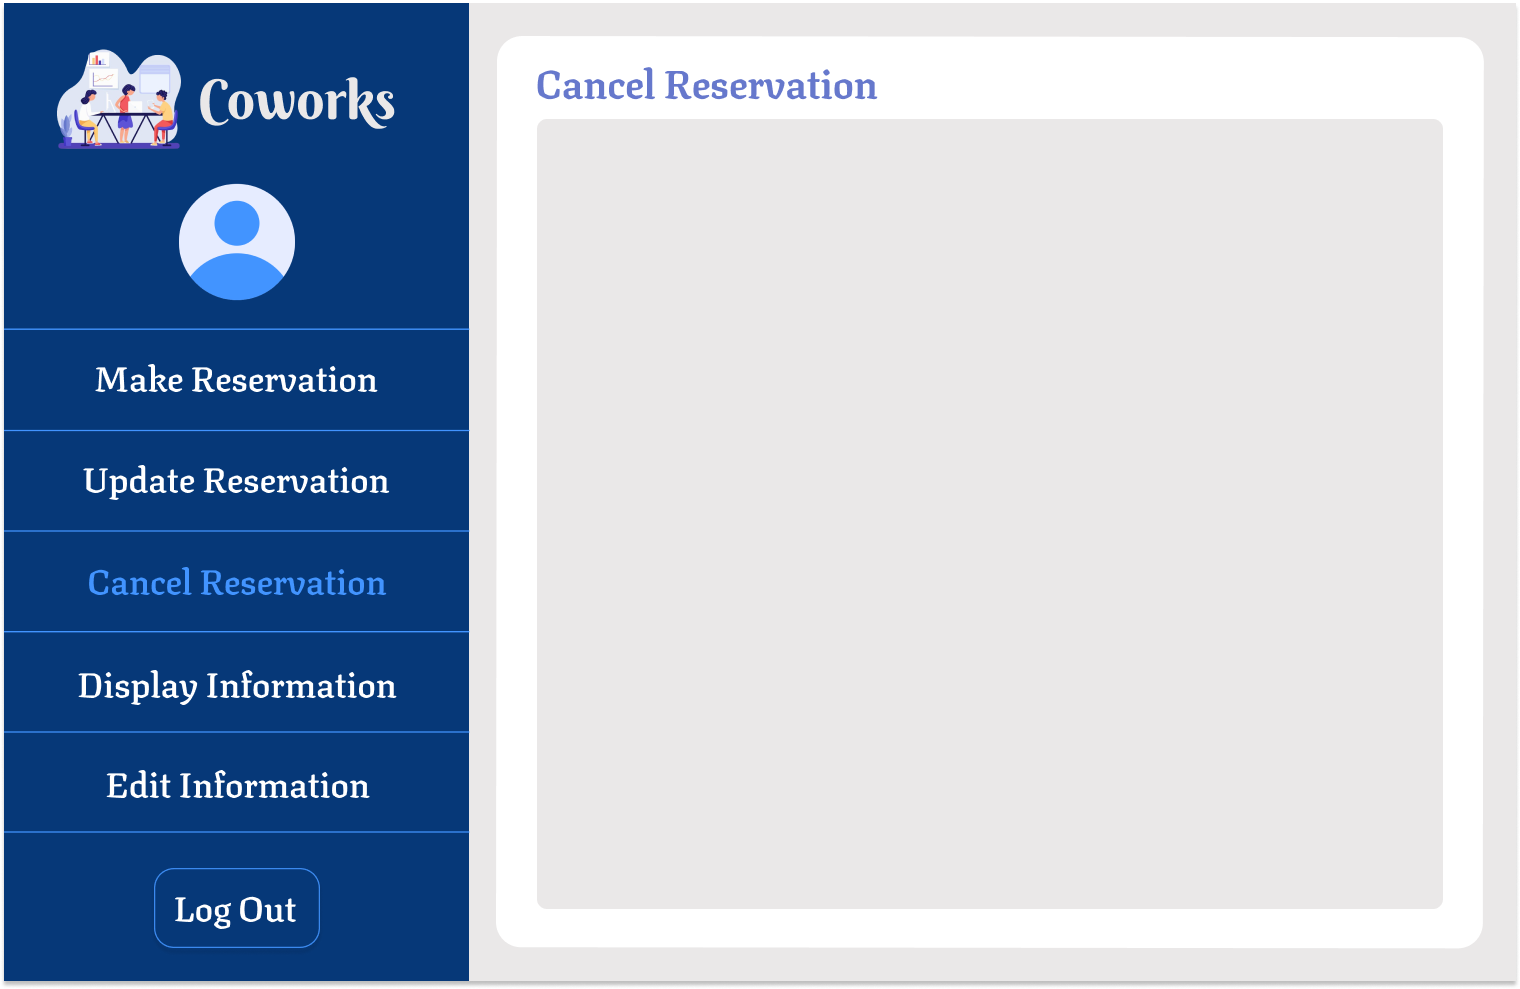 Coworks
Make Reservation
Update Reservation
Cancel Reservation
Display Information
Edit Information
Log Out
Cancel Reservation